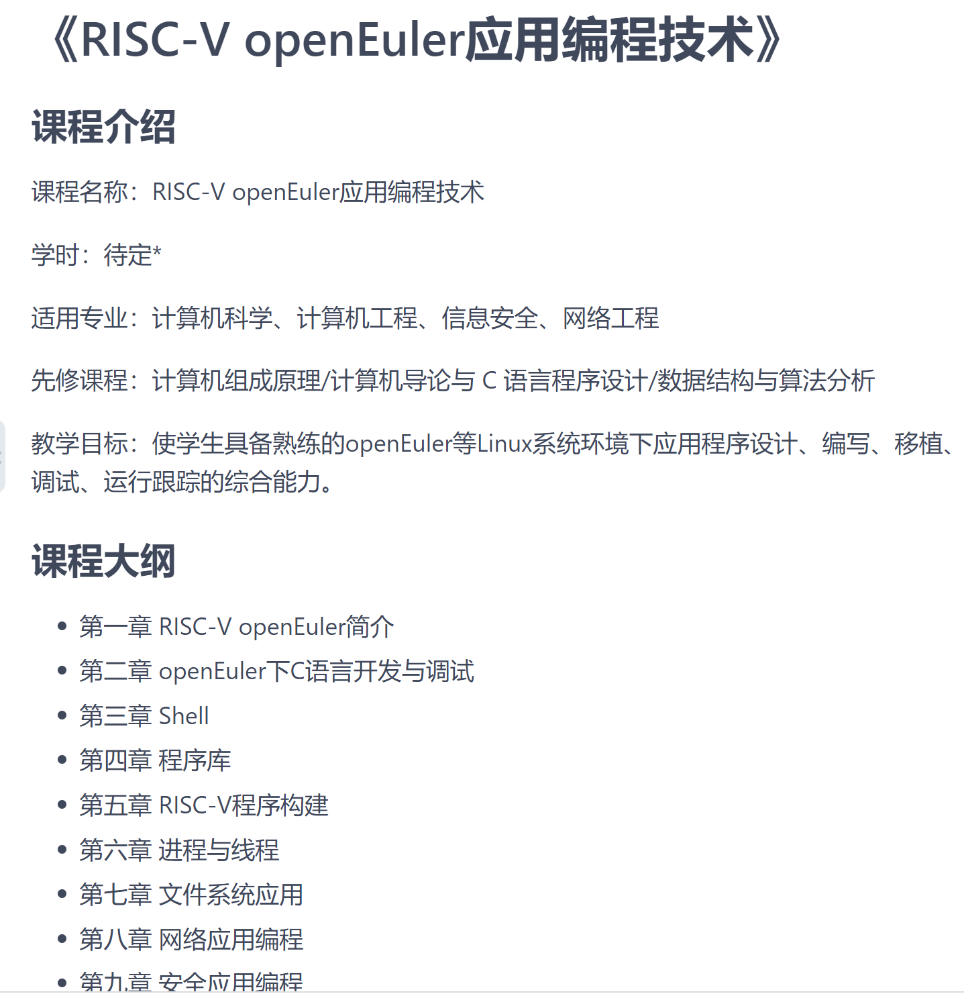 《RISC-V openEuler应用编程技术》
课程介绍
课程名称：RISC-V openEuler应用编程技术
学时：待定*
适用专业：计算机科学、计算机工程、信息安全、网络工程
先修课程：计算机组成原理/计算机导论与 C 语言程序设计/数据结构与算法分析
教学目标：使学生具备熟练的openEuler等Linux系统环境下应用程序设计、编写、移植、
调试、运行跟踪的综合能力。
课程大纲
• 第一章 RISC-V openEuler简介
• 第二章 openEuler下C语言开发与调试
• 第三章 Shell
• 第四章 程序库
• 第五章 RISC-V程序构建
• 第六章 进程与线程
• 第七章 文件系统应用
• 第八章 网络应用编程
• 第九章 安全应用编程